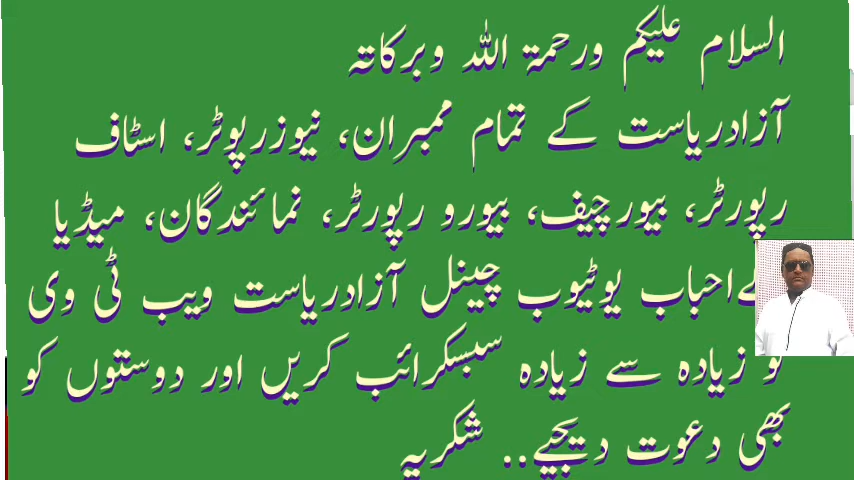 السلام علیکم ورحمۃ اللہ وبرکاتہ
آزادریاست کے تمام ممبران، نیوزرپوٹر، اسٹاف
رپورٹر، بیورچیف، بیورو رپورٹر، نمائندگان، میڈیا
احباب یوٹیوب چینل آزادریاست ویب ٹی وی
زیادہ سے زیادہ سبسکرائب کریں اور دوستوں کو
بھی دعوت دیجیے.. شکریہ